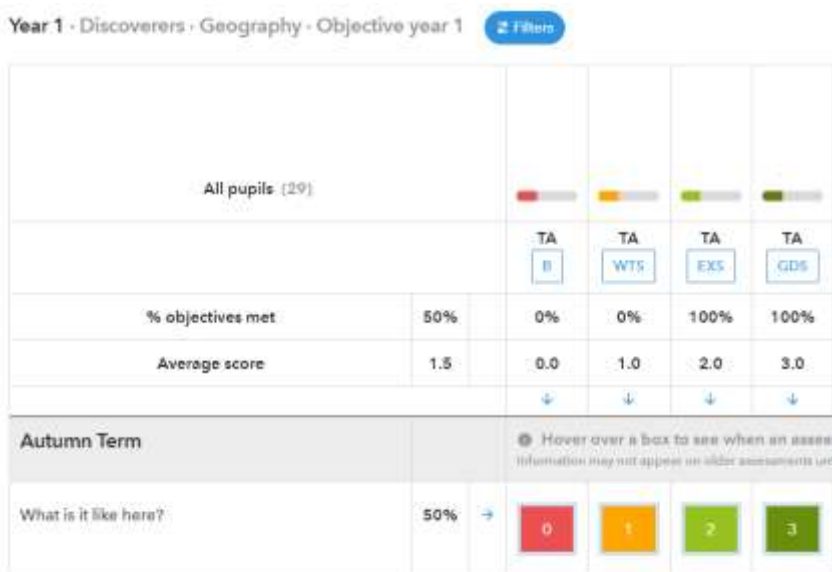 Year 1 · Discoverers · Geography · Objective year 1 Filters
All pupils (29)
TA TA TA TA
B WTS EXS GDS
% objectives met 50% 0% 0% 100% 100%
Average score 1.5 0.0 1.0 2.0 3.0
Autumn Term Hover over a box to see when an asses
Information may not appear on older assessments un
What is it like here? 50% 0 1 2 3